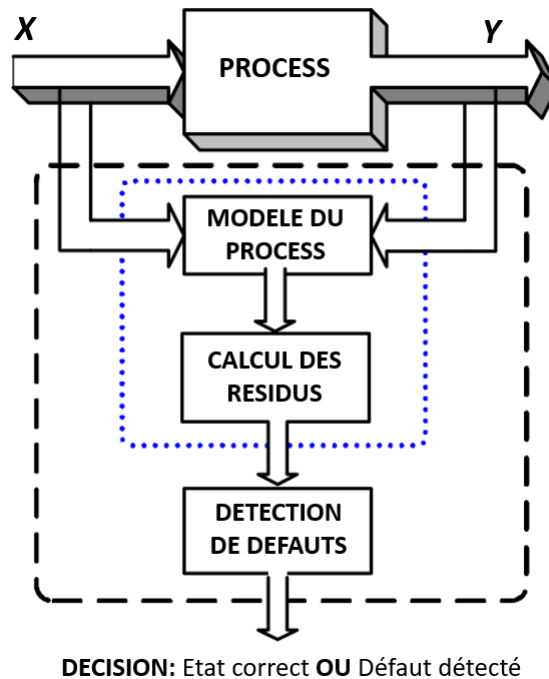 X
Y
PROCESS
MODELE DU
PROCESS
CALCUL DES
RESIDUS
DETECTION
DE DEFAUTS
DECISION: Etat correct OU Défaut détecté